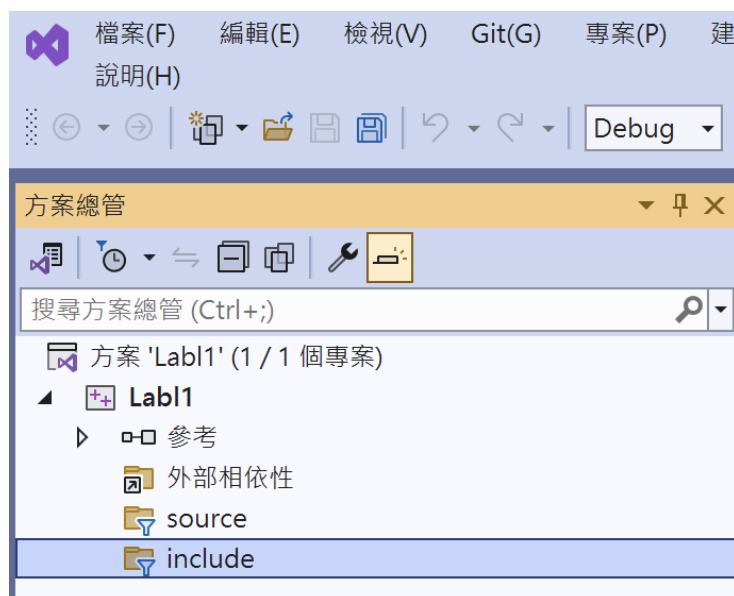 檔案(F) 編輯(E) 檢視(V) Git(G) 專案(P) 建
說明(H)
Debug
方案總管
搜尋方案總管 (Ctrl+;)
方案 'Labl1' (1 / 1 個專案)
Labl1
參考
外部相依性
source
include